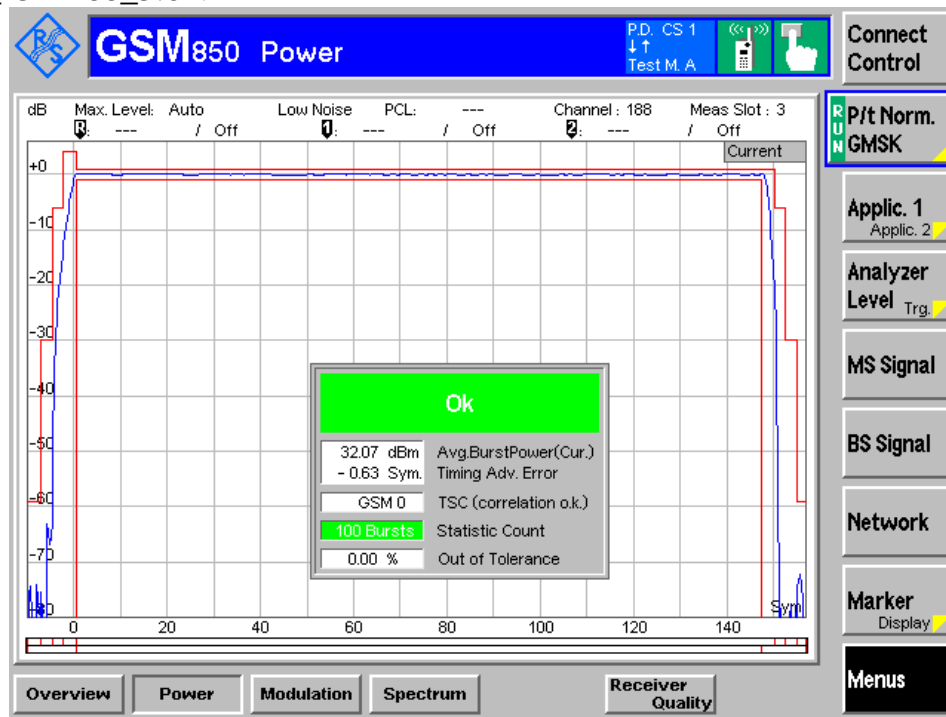 R&S
GSM850 Power
P.D. CS 1
↓↑
Test M. A
Connect Control
dB Max. Level: Auto Low Noise PCL: --- Channel : 188 Meas Slot : 3
R: --- / Off 1: --- / Off 2: --- / Off
Current
RUN
P/t Norm. GMSK
Applic. 1
Applic. 2
Analyzer Level Trg.
MS Signal
BS Signal
Network
Marker
Display
Menus
+0
-10
-20
-30
-40
-50
-60
-70
-80
Ok
32.07 dBm Avg.BurstPower(Cur.)
- 0.63 Sym. Timing Adv. Error
GSM 0 TSC (correlation o.k.)
100 Bursts Statistic Count
0.00 % Out of Tolerance
Sym
0 20 40 60 80 100 120 140
Overview Power Modulation Spectrum Receiver Quality